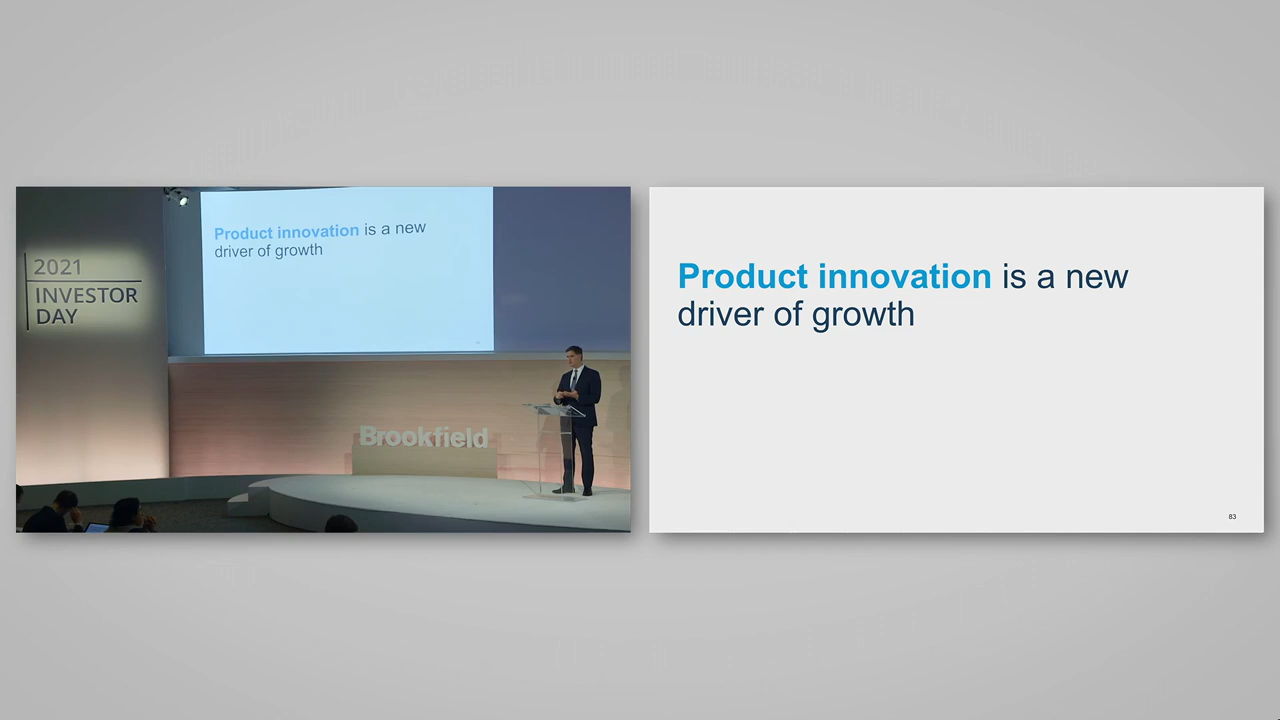 2021
INVESTOR
DAY
Product innovation is a new
driver of growth
Brookfield
Product innovation is a new
driver of growth
83